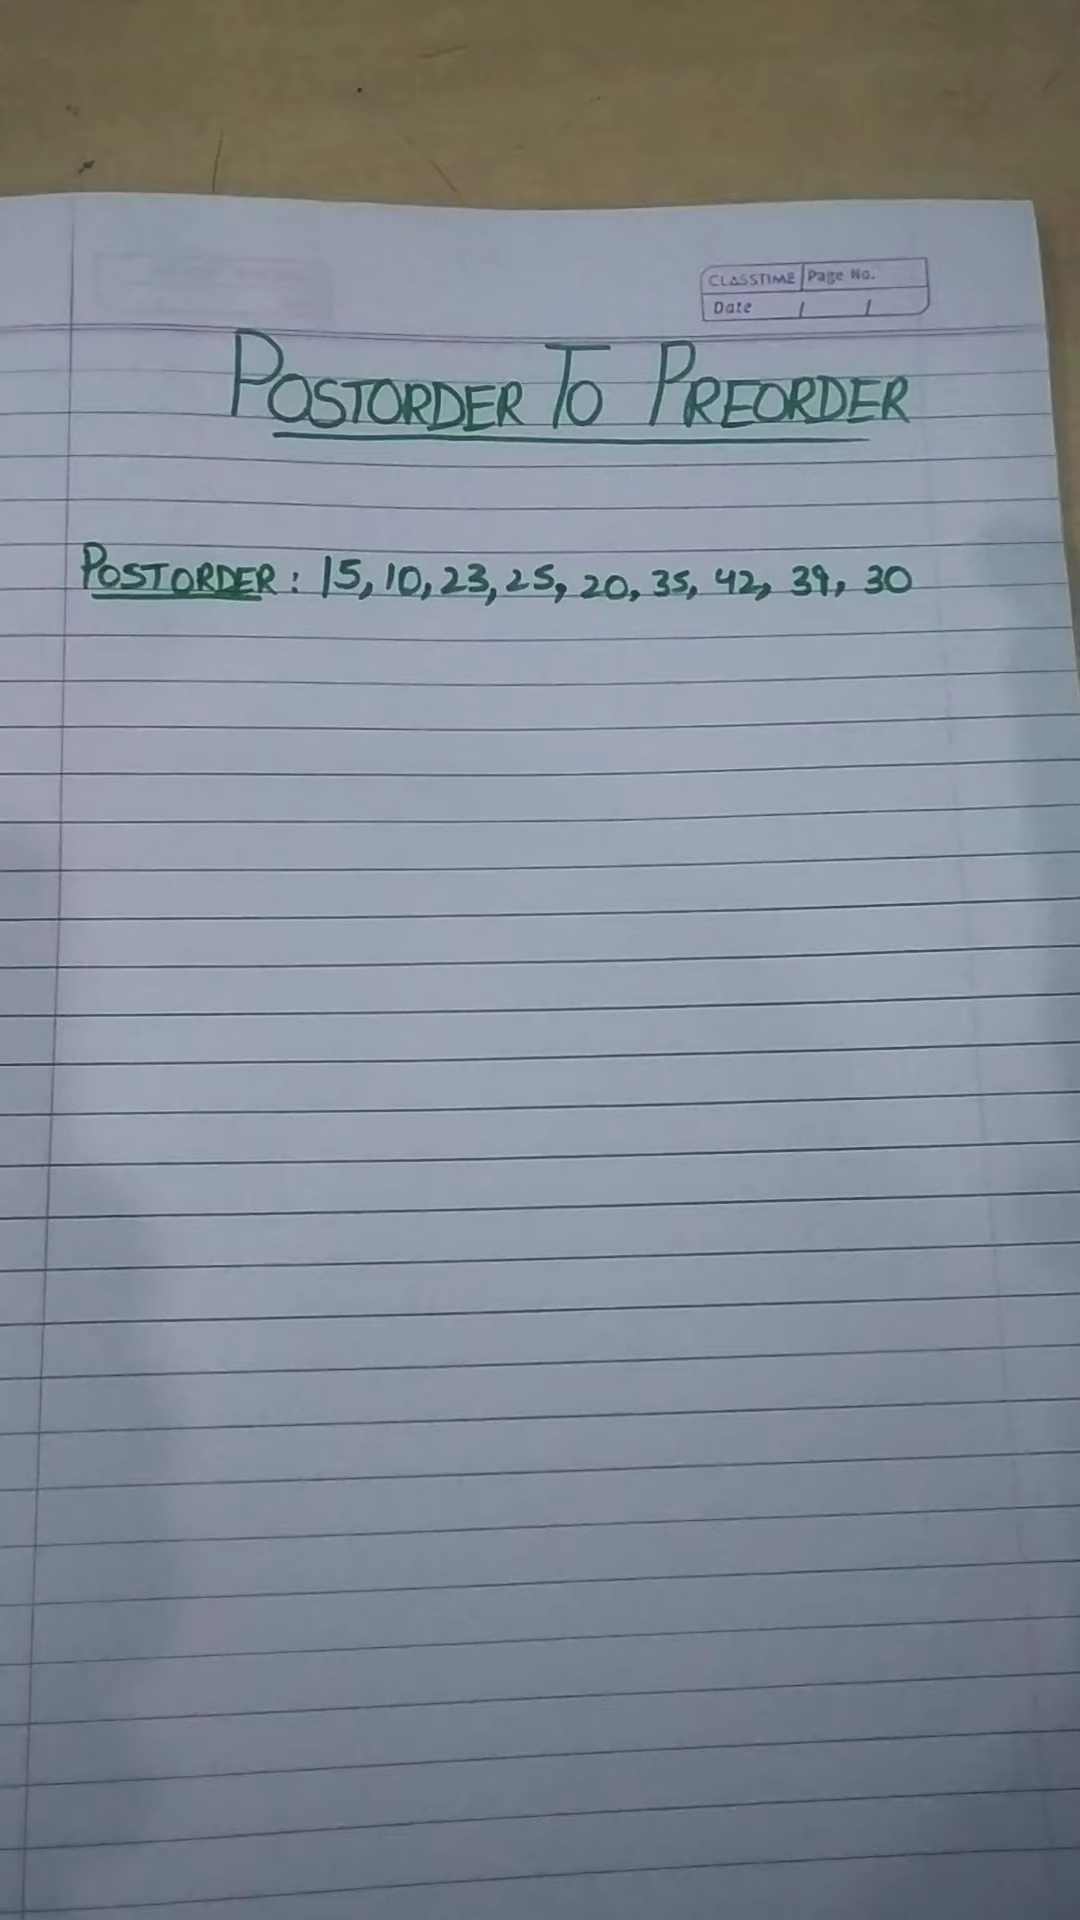 CLASSTIME Page No.
Date / /
POSTORDER TO PREORDER
POSTORDER: 15, 10, 23, 25, 20, 35, 42, 39, 30